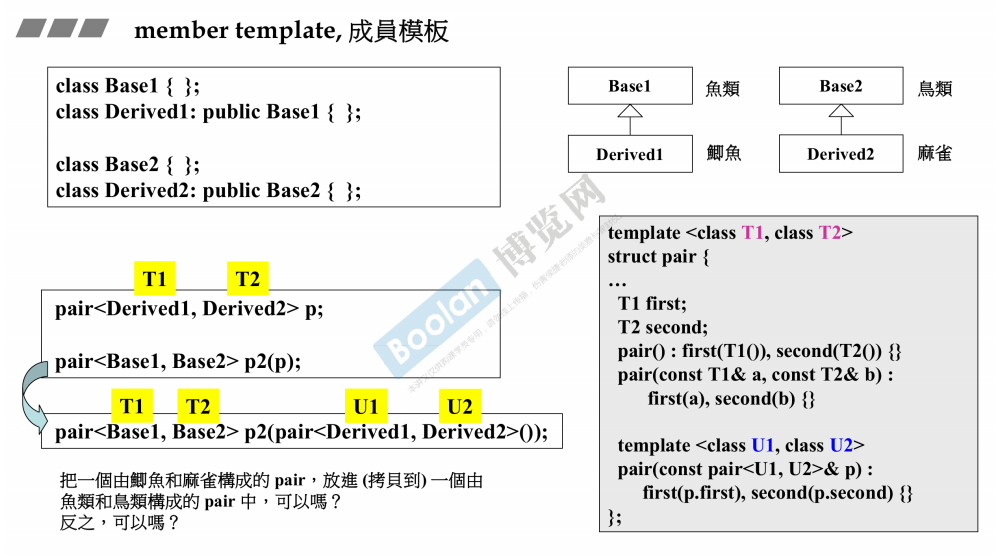 member template, 成員模板
class Base1 { };
class Derived1: public Base1 { };
class Base2 { };
class Derived2: public Base2 { };
Base1 魚類
Derived1 鯽魚
Base2 鳥類
Derived2 麻雀
T1 T2
pair<Derived1, Derived2> p;
pair<Base1, Base2> p2(p);
T1 T2 U1 U2
pair<Base1, Base2> p2(pair<Derived1, Derived2>());
把一個由鯽魚和麻雀構成的 pair，放進 (拷貝到) 一個由
魚類和鳥類構成的 pair 中，可以嗎？
反之，可以嗎？
template <class T1, class T2>
struct pair {
…
T1 first;
T2 second;
pair() : first(T1()), second(T2()) {}
pair(const T1& a, const T2& b) :
first(a), second(b) {}
template <class U1, class U2>
pair(const pair<U1, U2>& p) :
first(p.first), second(p.second) {}
};
Boolan 博览网